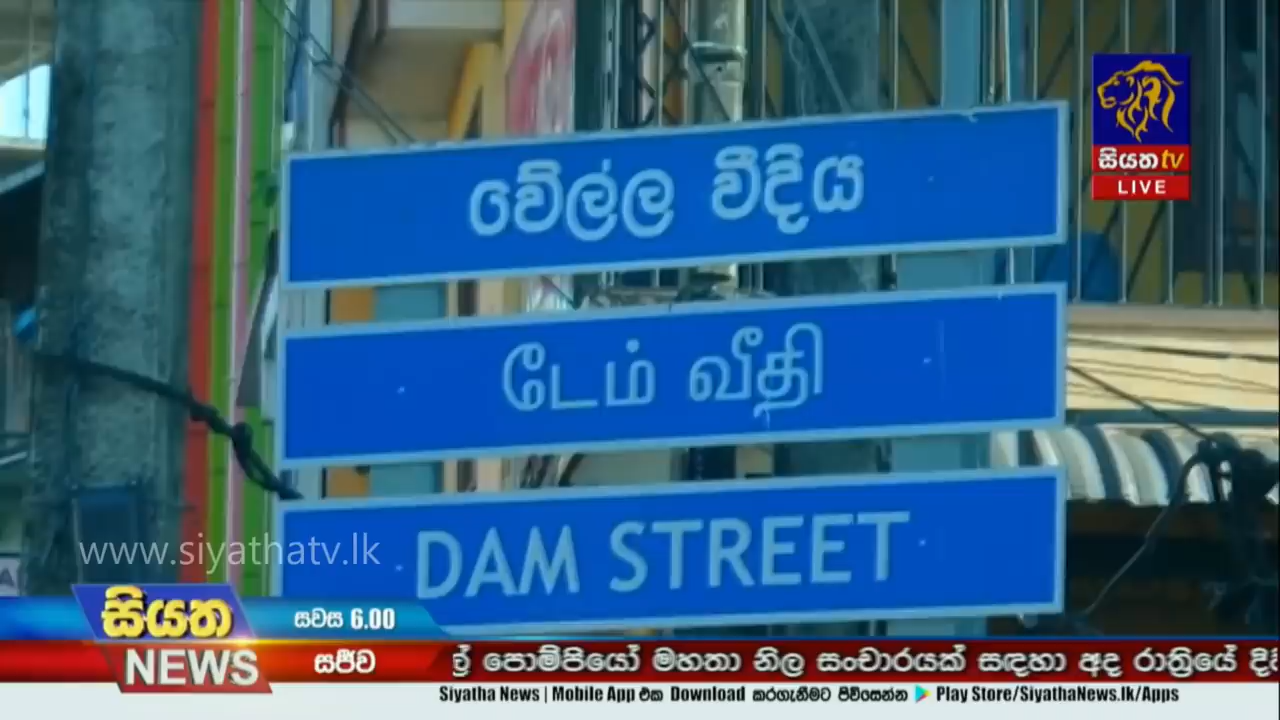 සියත tv
LIVE
වේල්ල වීදිය
டேம் வீதி
DAM STREET
www.siyathatv.lk
සියත
NEWS
සවස 6.00
සජීව
පොම්පියෝ මහතා නිල සංචාරයක් සඳහා අද රාත්‍රියේ
Siyatha News | Mobile App එක Download කරගැනීමට පිවිසෙන්න Play Store/SiyathaNews.lk/Apps